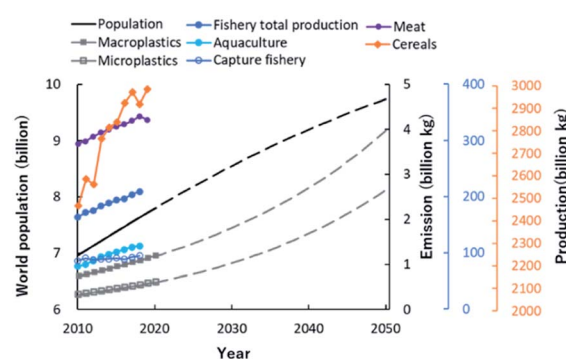 Population
Fishery total production
Meat
Macroplastics
Aquaculture
Cereals
Microplastics
Capture fishery
World population (billion)
10
9
8
7
6
2010
2020
2030
2040
2050
Year
5
4
3
2
1
0
Emission (billion kg)
400
300
200
100
0
Production(billion kg)
3000
2900
2800
2700
2600
2500
2400
2300
2200
2100
2000